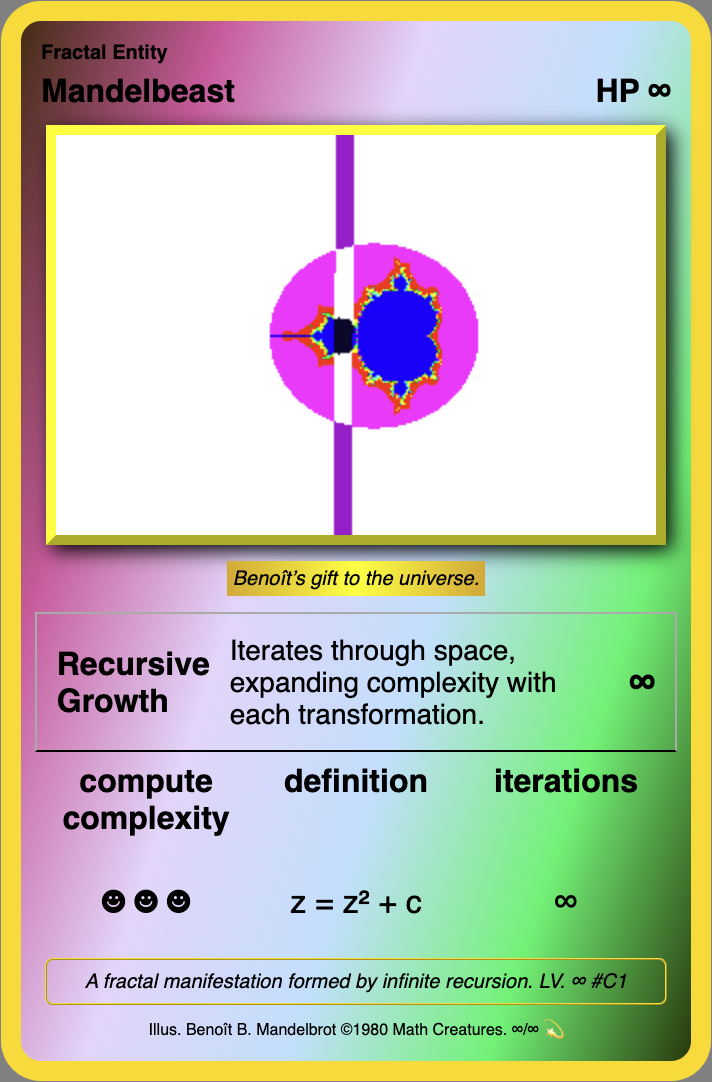 Fractal Entity
Mandelbeast HP ∞
Benoît’s gift to the universe.
Recursive Growth
Iterates through space,
expanding complexity with
each transformation.
∞
compute complexity
definition
iterations
☻ ☻ ☻
z = z² + c
∞
A fractal manifestation formed by infinite recursion. LV. ∞ #C1
Illus. Benoît B. Mandelbrot ©1980 Math Creatures. ∞/∞ 💫